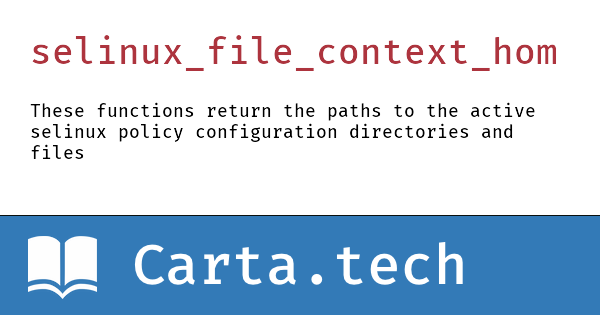 selinux_file_context_hom
These functions return the paths to the active
selinux policy configuration directories and
files
Carta.tech